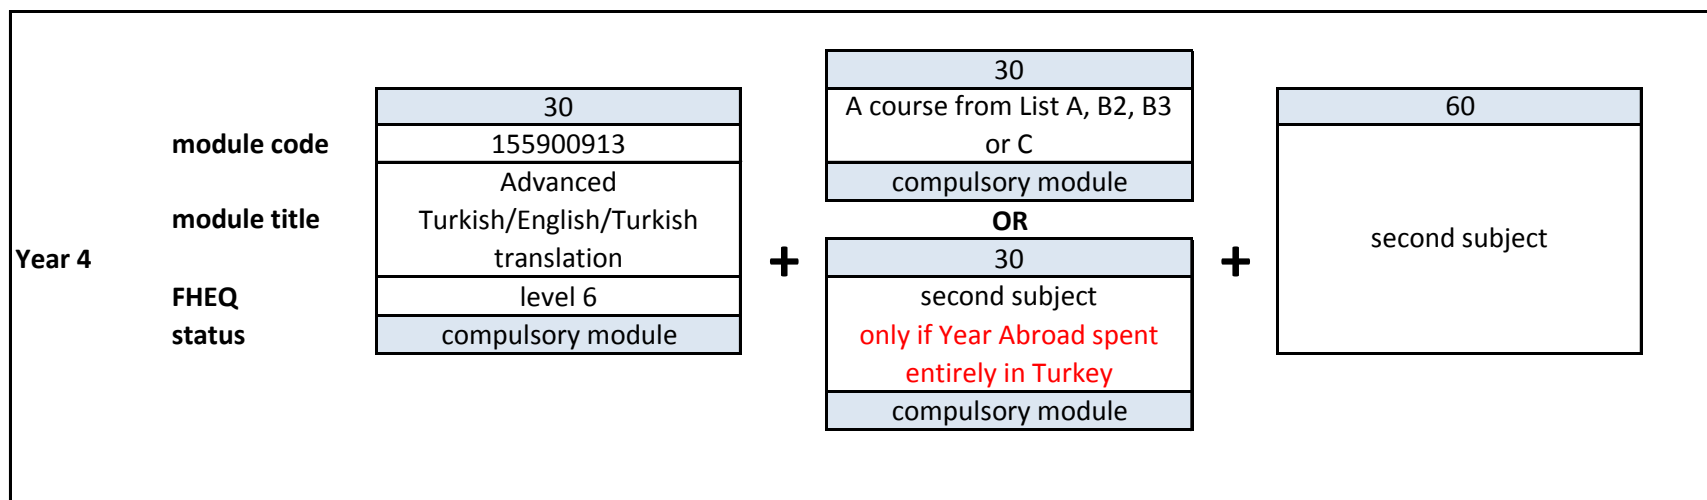 Year 4
module code
module title
FHEQ
status
30
155900913
Advanced
Turkish/English/Turkish
translation
level 6
compulsory module
+
30
A course from List A, B2, B3
or C
compulsory module
OR
30
second subject
only if Year Abroad spent
entirely in Turkey
compulsory module
+
60
second subject